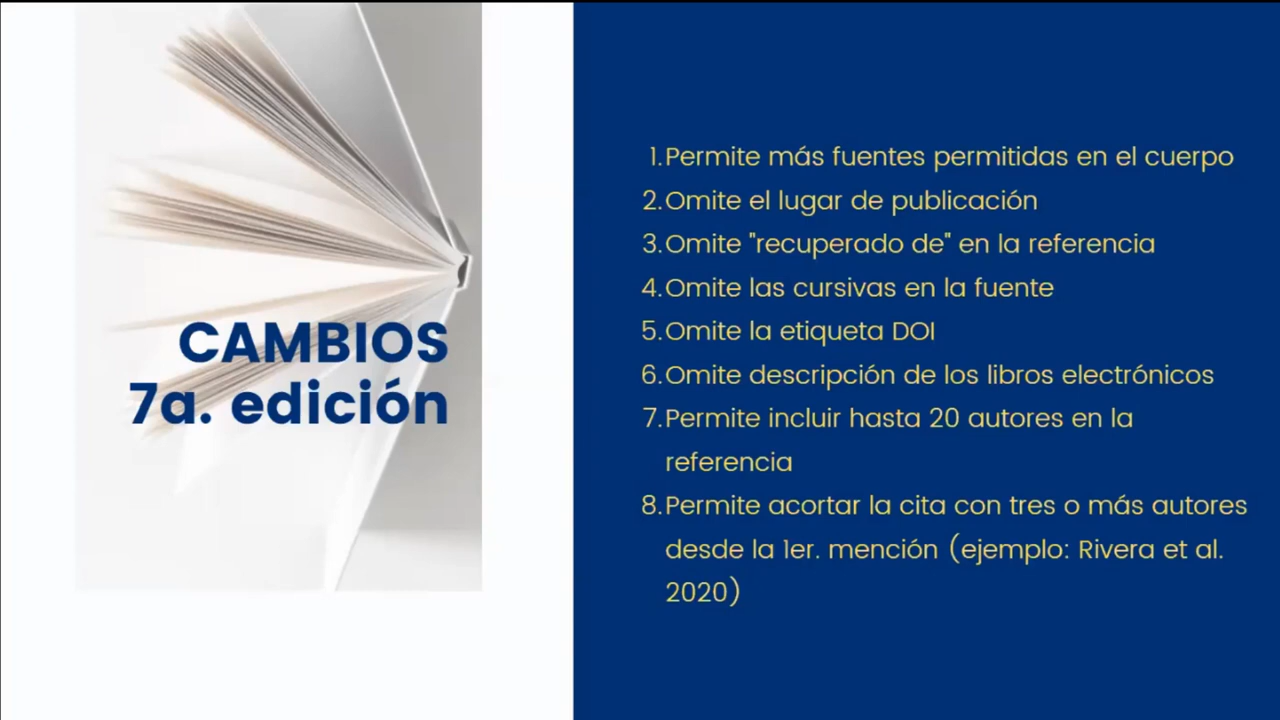 CAMBIOS
7a. edición
1. Permite más fuentes permitidas en el cuerpo
2. Omite el lugar de publicación
3. Omite "recuperado de" en la referencia
4. Omite las cursivas en la fuente
5. Omite la etiqueta DOI
6. Omite descripción de los libros electrónicos
7. Permite incluir hasta 20 autores en la
referencia
8. Permite acortar la cita con tres o más autores
desde la 1er. mención (ejemplo: Rivera et al.
2020)